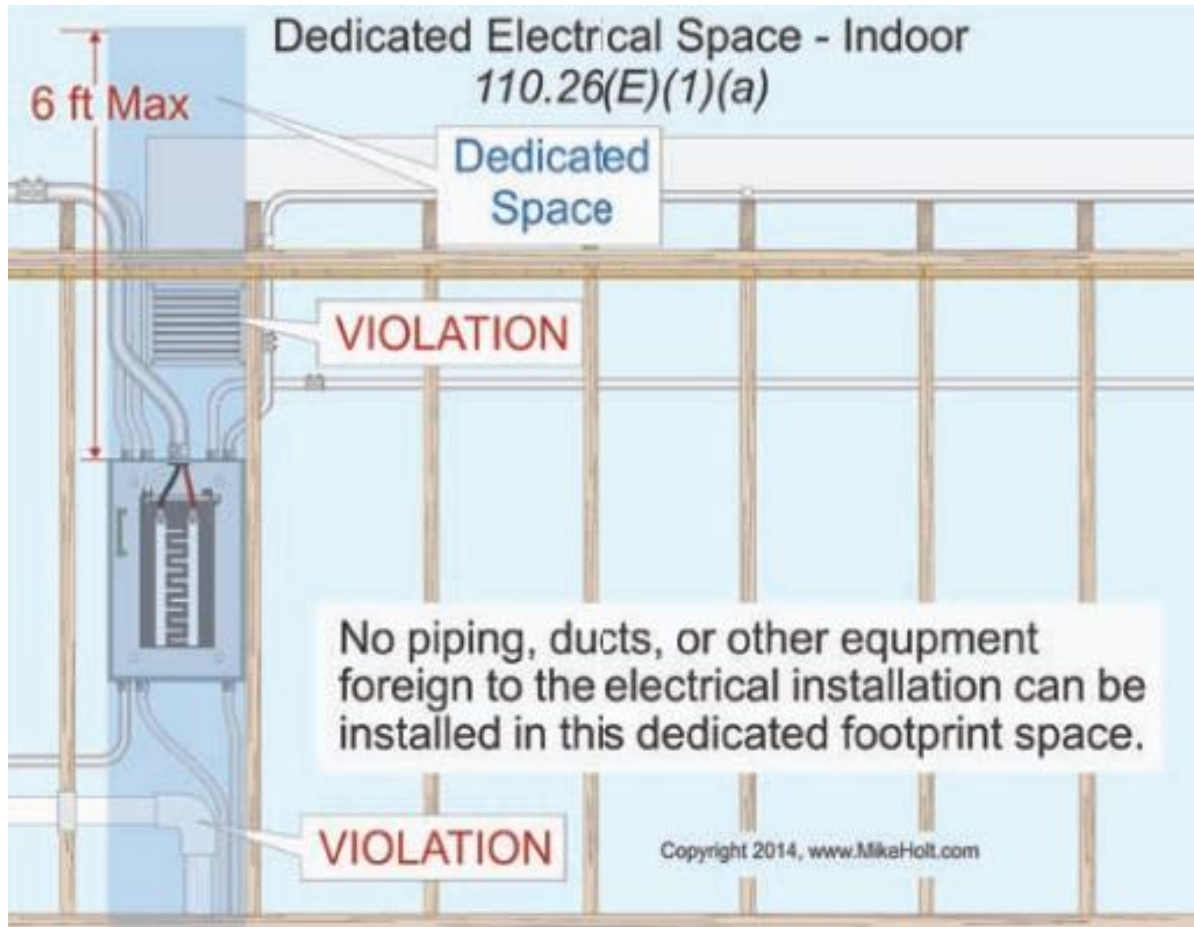 Dedicated Electrical Space - Indoor
110.26(E)(1)(a)
6 ft Max
Dedicated
Space
VIOLATION
No piping, ducts, or other equpment
foreign to the electrical installation can be
installed in this dedicated footprint space.
VIOLATION
Copyright 2014, www.MikeHolt.com